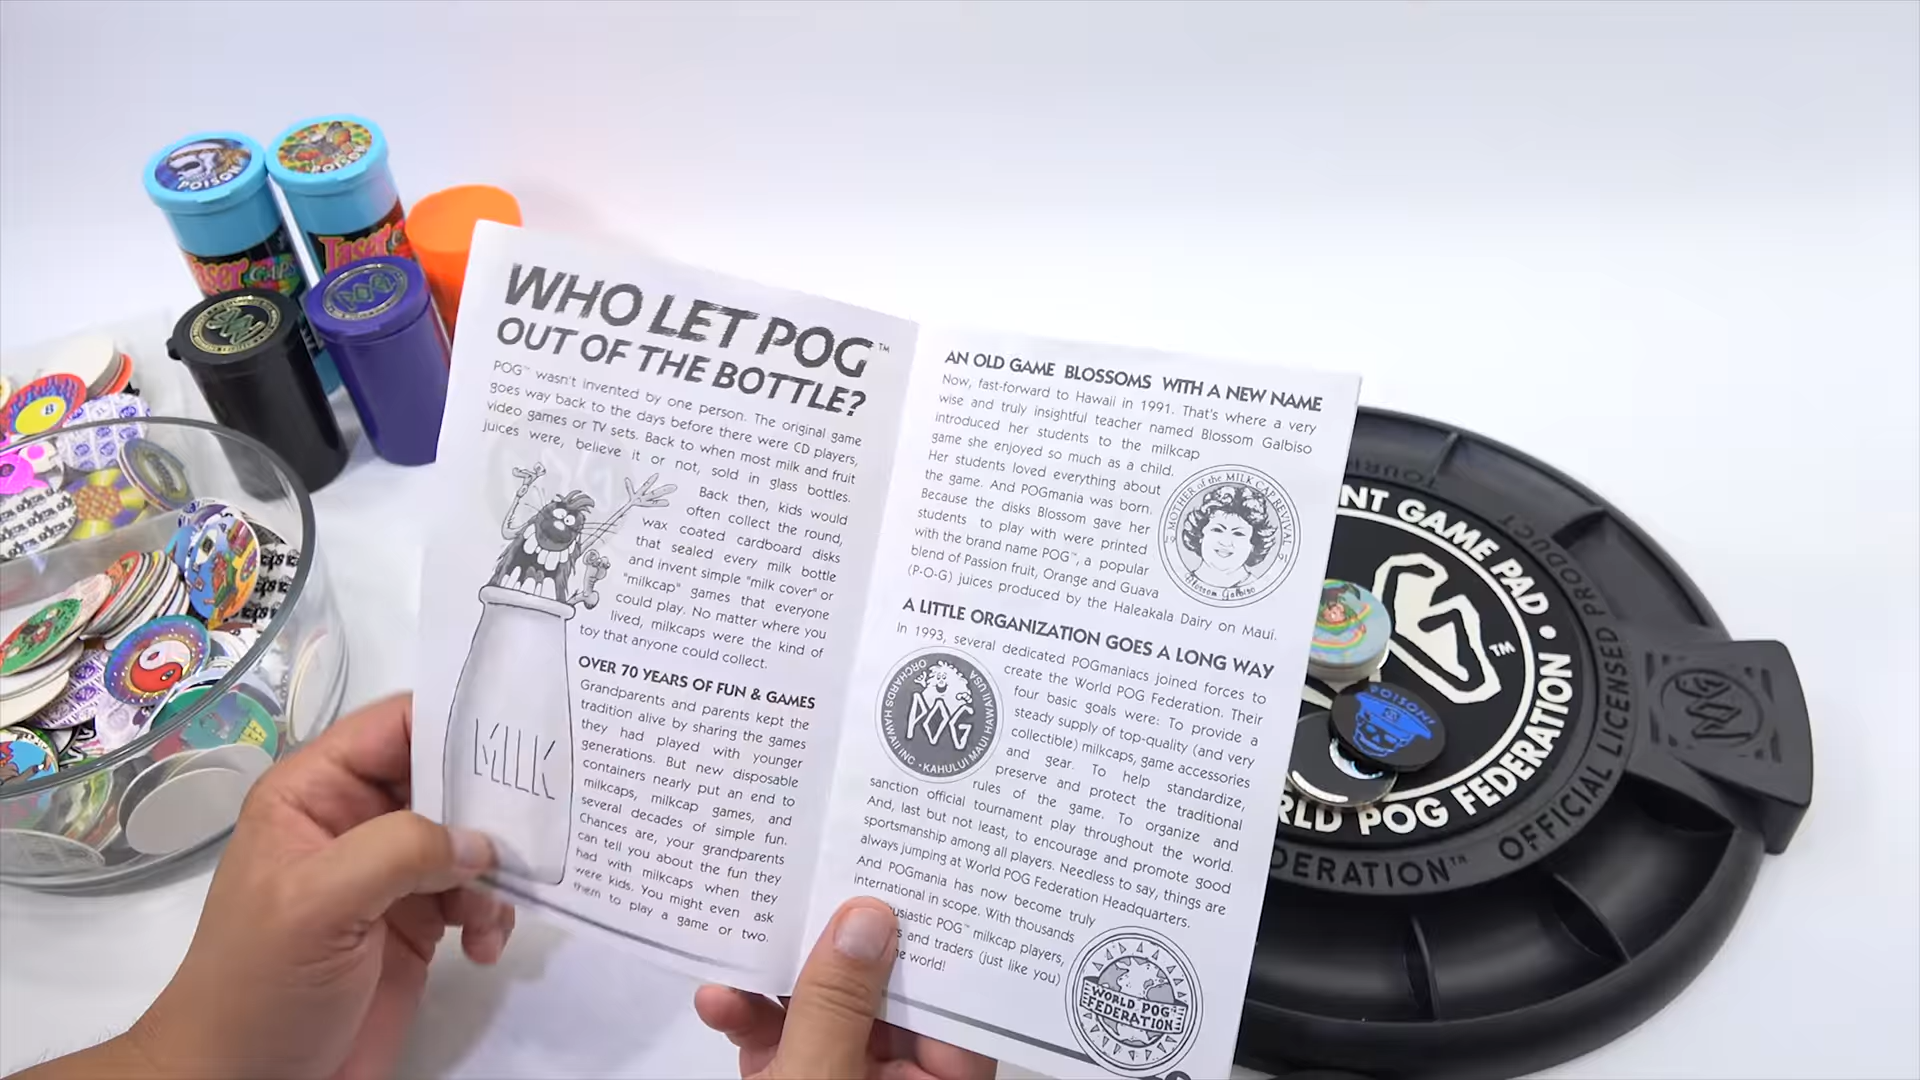 WHO LET POG™
OUT OF THE BOTTLE?
POG™ wasn't invented by one person. The original game
goes way back to the days before there were CD players,
video games or TV sets. Back to when most milk and fruit
juices were, believe it or not, sold in glass bottles.
Back then, kids would
often collect the round,
wax coated cardboard disks
that sealed every milk bottle
and invent simple "milk cover" or
"milkcap" games that everyone
could play. No matter where you
lived, milkcaps were the kind of
toy that anyone could collect.
MILK
OVER 70 YEARS OF FUN & GAMES
Grandparents and parents kept the
tradition alive by sharing the games
they had played with younger
generations. But new disposable
containers nearly put an end to
milkcaps, milkcap games, and
several decades of simple fun.
Chances are, your grandparents
can tell you about the fun they
had with milkcaps when they
were kids. You might even ask
them to play a game or two.
AN OLD GAME BLOSSOMS WITH A NEW NAME
Now, fast-forward to Hawaii in 1991. That's where a very
wise and truly insightful teacher named Blossom Galbiso
introduced her students to the milkcap
game she enjoyed so much as a child.
Her students loved everything about
the game. And POGmania was born.
Because the disks Blossom gave her
students to play with were printed
with the brand name POG™, a popular
blend of Passion fruit, Orange and Guava
(P-O-G) juices produced by the Haleakala Dairy on Maui.
MOTHER of the MILK CAP REVIVAL
Blossom Galbiso
A LITTLE ORGANIZATION GOES A LONG WAY
In 1993, several dedicated POGmaniacs joined forces to
create the World POG Federation. Their
four basic goals were: To provide a
steady supply of top-quality (and very
collectible) milkcaps, game accessories
and gear. To help standardize,
preserve and protect the traditional
rules of the game. To organize and
sanction official tournament play throughout the world.
And, last but not least, to encourage and promote good
sportsmanship among all players. Needless to say, things are
always jumping at World POG Federation Headquarters.
And POGmania has now become truly
international in scope. With thousands
POG™ milkcap players,
and traders (just like you)
world!
ORCHARDS HAWAII INC • KAHULUI MAUI HAWAII USA
POG
WORLD POG
FEDERATION
POISON
POISON
Laser CAPS
Laser
POG
NT GAME PAD •
RLD POG FEDERATION
DERATION™ OFFICIAL LICENSED PRODUCT
TM
POISON!
8